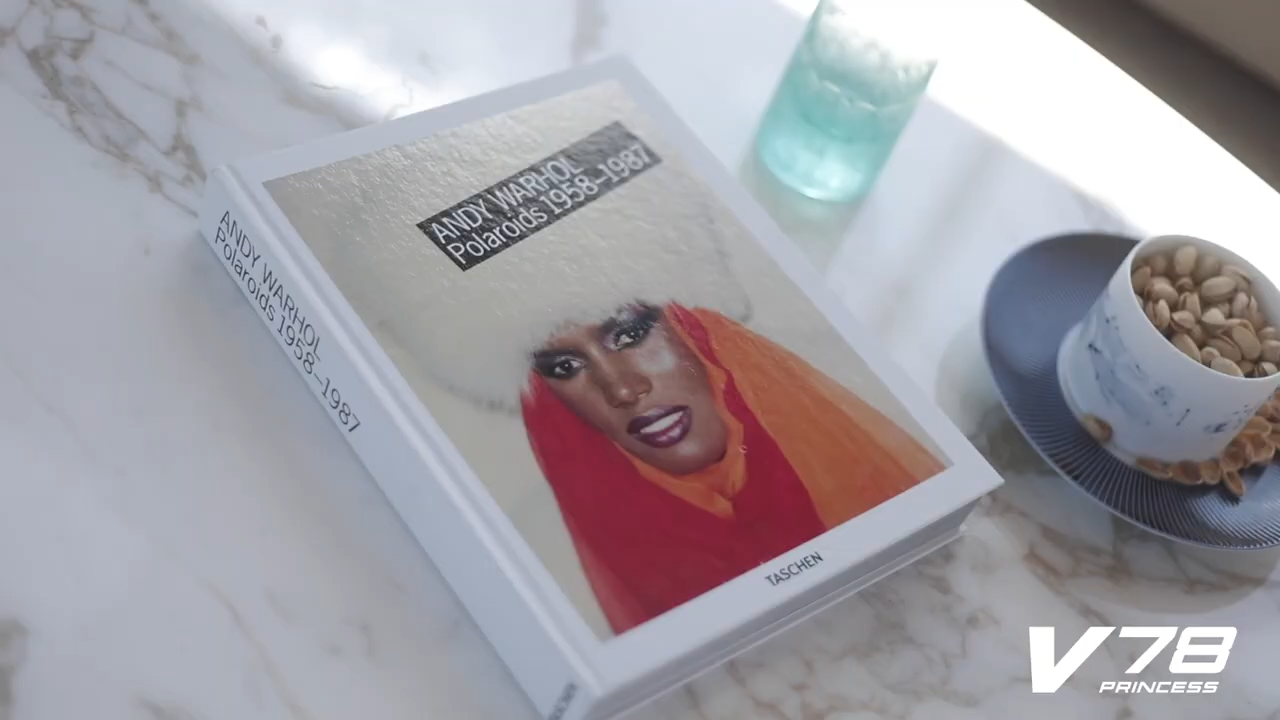 ANDY WARHOL
Polaroids 1958–1987
ANDY WARHOL
Polaroids 1958–1987
TASCHEN
V78
PRINCESS